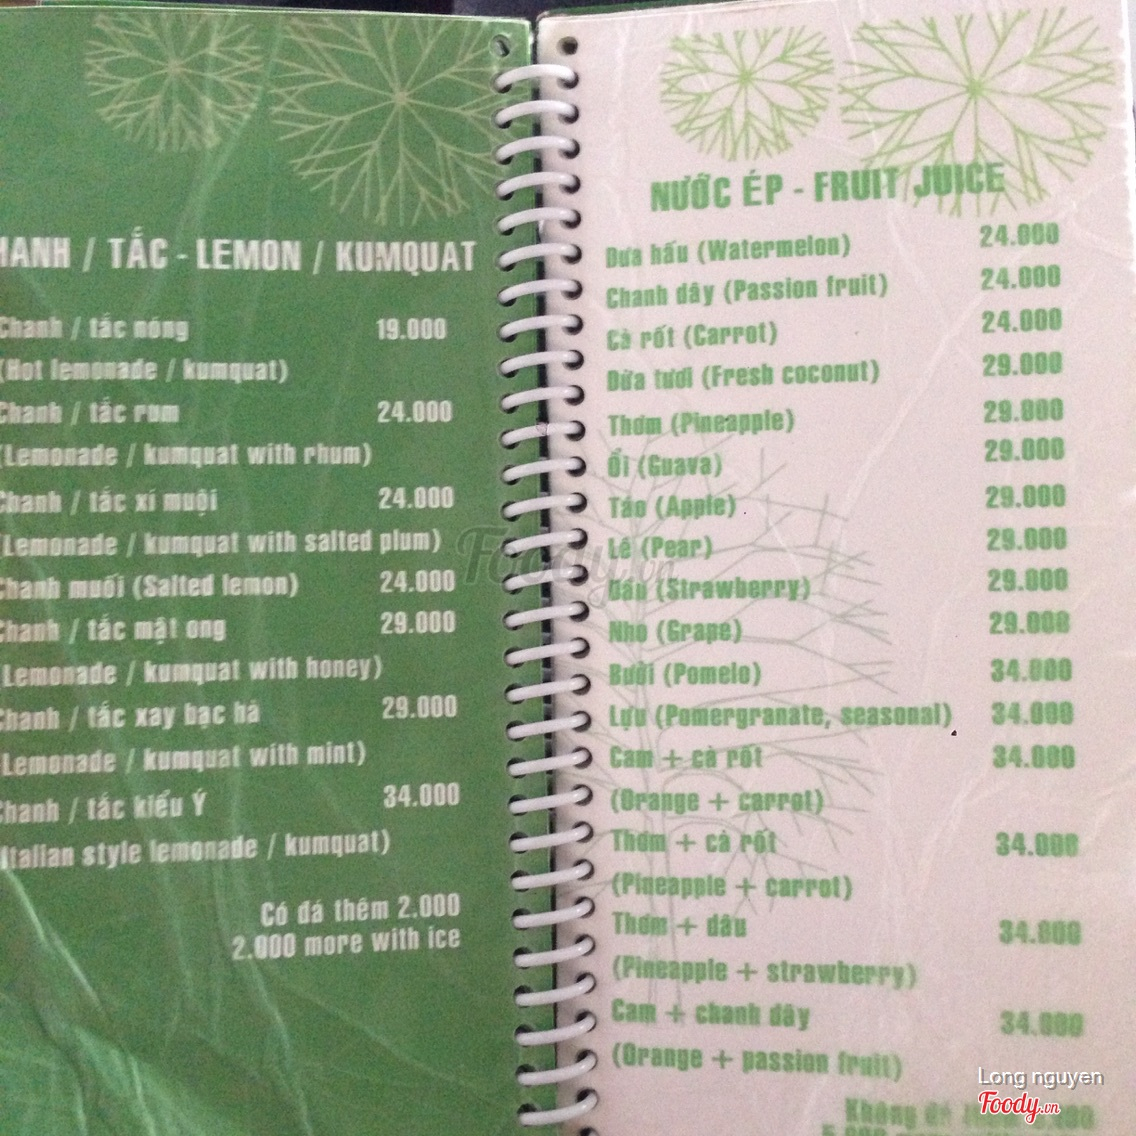 HANH / TẮC - LEMON / KUMQUAT
Chanh / tắc nóng 19.000
(Hot lemonade / kumquat)
Chanh / tắc rum 24.000
(Lemonade / kumquat with rhum)
Chanh / tắc xí muội 24.000
(Lemonade / kumquat with salted plum)
Chanh muối (Salted lemon) 24.000
Chanh / tắc mật ong 29.000
(Lemonade / kumquat with honey)
Chanh / tắc xay bạc hà 29.000
(Lemonade / kumquat with mint)
Chanh / tắc kiểu Ý 34.000
Italian style lemonade / kumquat)
Có đá thêm 2.000
2.000 more with ice
NƯỚC ÉP - FRUIT JUICE
Dưa hấu (Watermelon) 24.000
Chanh dây (Passion fruit) 24.000
Cà rốt (Carrot) 24.000
Dừa tươi (Fresh coconut) 29.000
Thơm (Pineapple) 29.000
Ổi (Guava) 29.000
Táo (Apple) 29.000
Lê (Pear) 29.000
Dâu (Strawberry) 29.000
Nho (Grape) 29.000
Bưởi (Pomelo) 34.000
Lựu (Pomergranate, seasonal) 34.000
Cam + cà rốt 34.000
(Orange + carrot)
Thơm + cà rốt 34.000
(Pineapple + carrot)
Thơm + dâu 34.000
(Pineapple + strawberry)
Cam + chanh dây 34.000
(Orange + passion fruit)
Không đá
Foody.vn
Long nguyen
Foody.vn